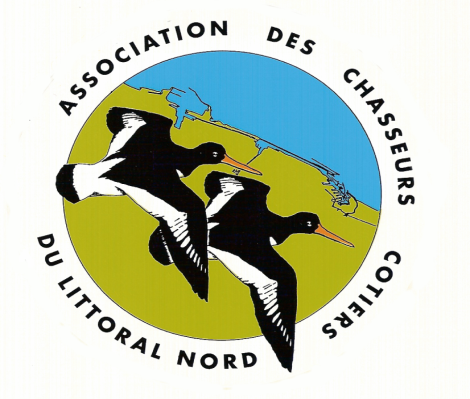 ASSOCIATION DES CHASSEURS COTIERS
DU LITTORAL NORD